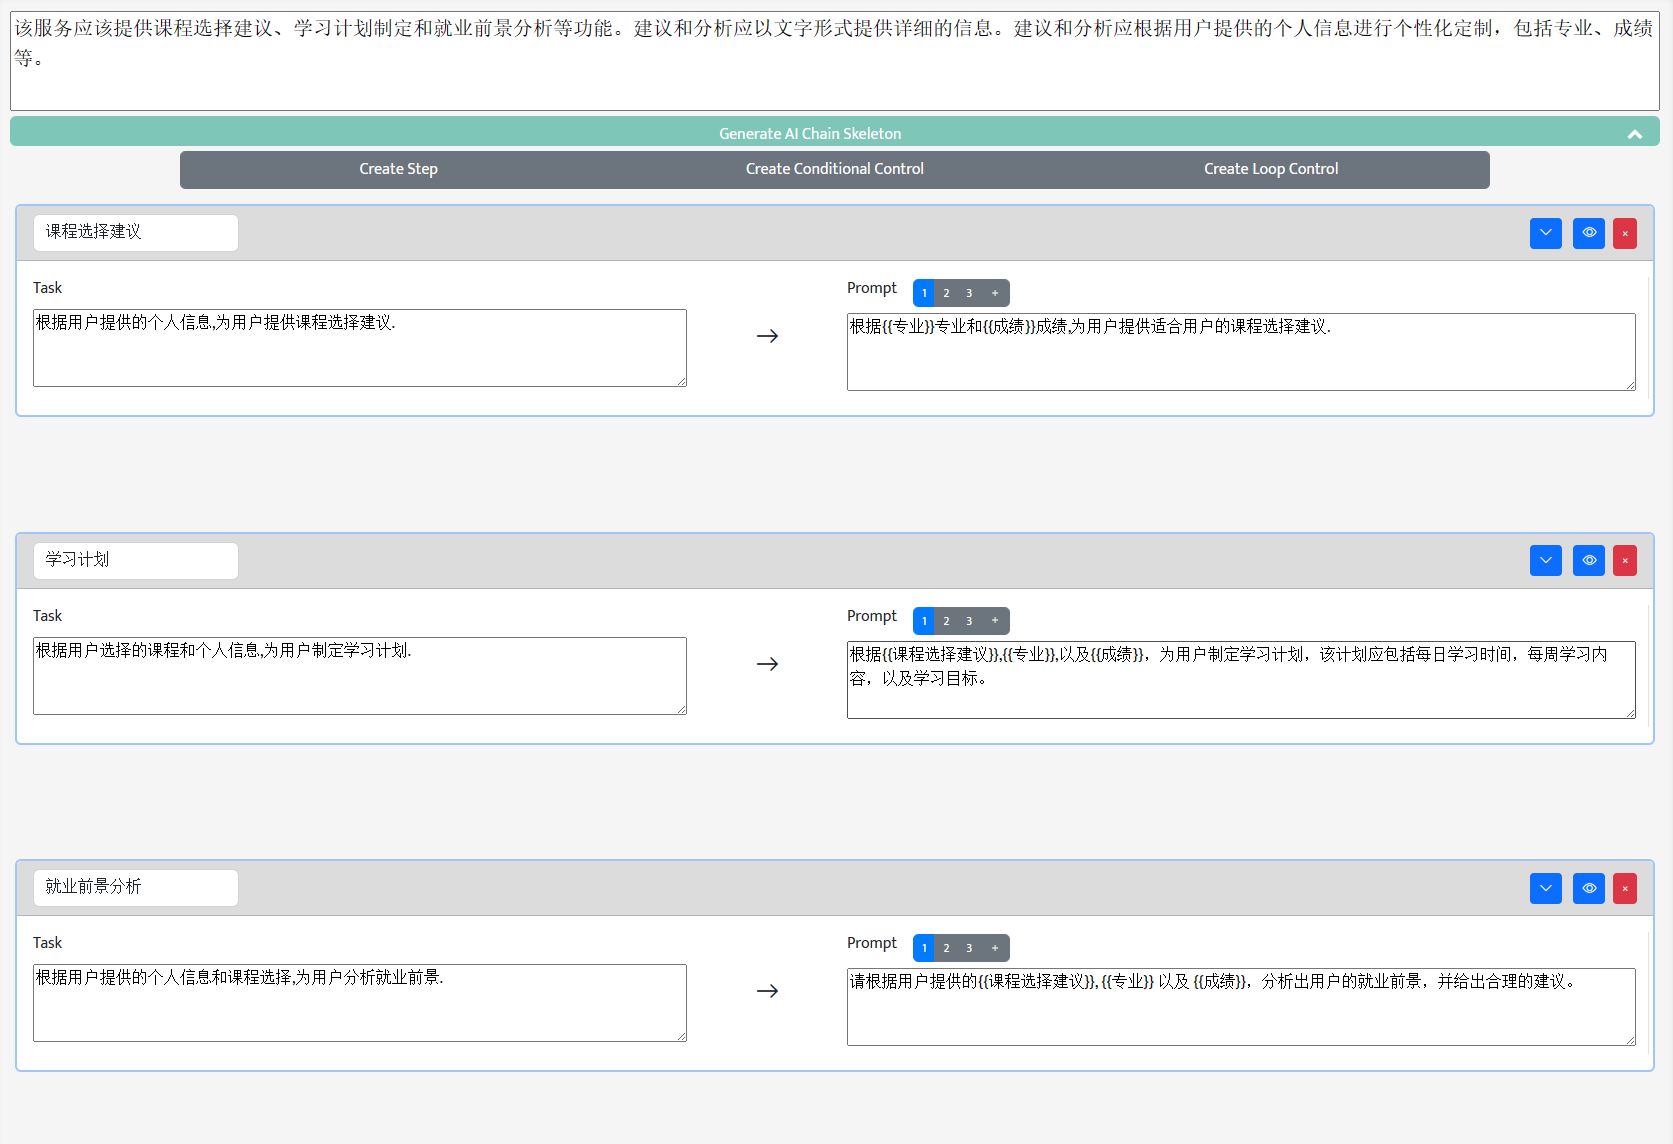 该服务应该提供课程选择建议、学习计划制定和就业前景分析等功能。建议和分析应以文字形式提供详细的信息。建议和分析应根据用户提供的个人信息进行个性化定制，包括专业、成绩
等。
Generate AI Chain Skeleton
Create Step
Create Conditional Control
Create Loop Control
课程选择建议
×
Task
Prompt
1 2 3 +
根据用户提供的个人信息,为用户提供课程选择建议.
根据{{专业}}专业和{{成绩}}成绩,为用户提供适合用户的课程选择建议.
学习计划
×
Task
Prompt
1 2 3 +
根据用户选择的课程和个人信息,为用户制定学习计划.
根据{{课程选择建议}},{{专业}},以及{{成绩}}，为用户制定学习计划，该计划应包括每日学习时间，每周学习内
容，以及学习目标。
就业前景分析
×
Task
Prompt
1 2 3 +
根据用户提供的个人信息和课程选择,为用户分析就业前景.
请根据用户提供的{{课程选择建议}}, {{专业}} 以及 {{成绩}}，分析出用户的就业前景，并给出合理的建议。